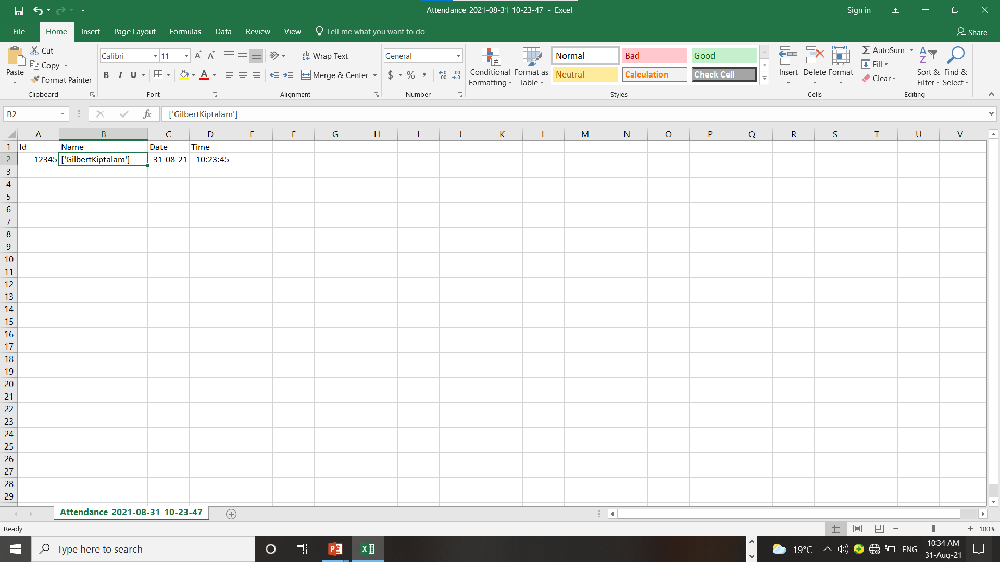 Attendance_2021-08-31_10-23-47 - Excel
Sign in
File Home Insert Page Layout Formulas Data Review View Tell me what you want to do
Share
Paste
Cut
Copy
Format Painter
Clipboard
Calibri 11 A A
B I U A
Font
ab Wrap Text
Merge & Center
Alignment
General
$ % , .00 .0
Number
Conditional Formatting
Format as Table
Normal Bad Good
Neutral Calculation Check Cell
Styles
Insert Delete Format
Cells
AutoSum
Fill
Clear
Sort & Filter
Find & Select
Editing
B2 fx ['GilbertKiptalam']
A B C D E F G H I J K L M N O P Q R S T U V
1 Id Name Date Time
2 12345 ['GilbertKiptalam'] 31-08-21 10:23:45
3
4
5
6
7
8
9
10
11
12
13
14
15
16
17
18
19
20
21
22
23
24
25
26
27
28
29
Attendance_2021-08-31_10-23-47
Ready
100%
Type here to search
19°C
ENG
10:34 AM
31-Aug-21